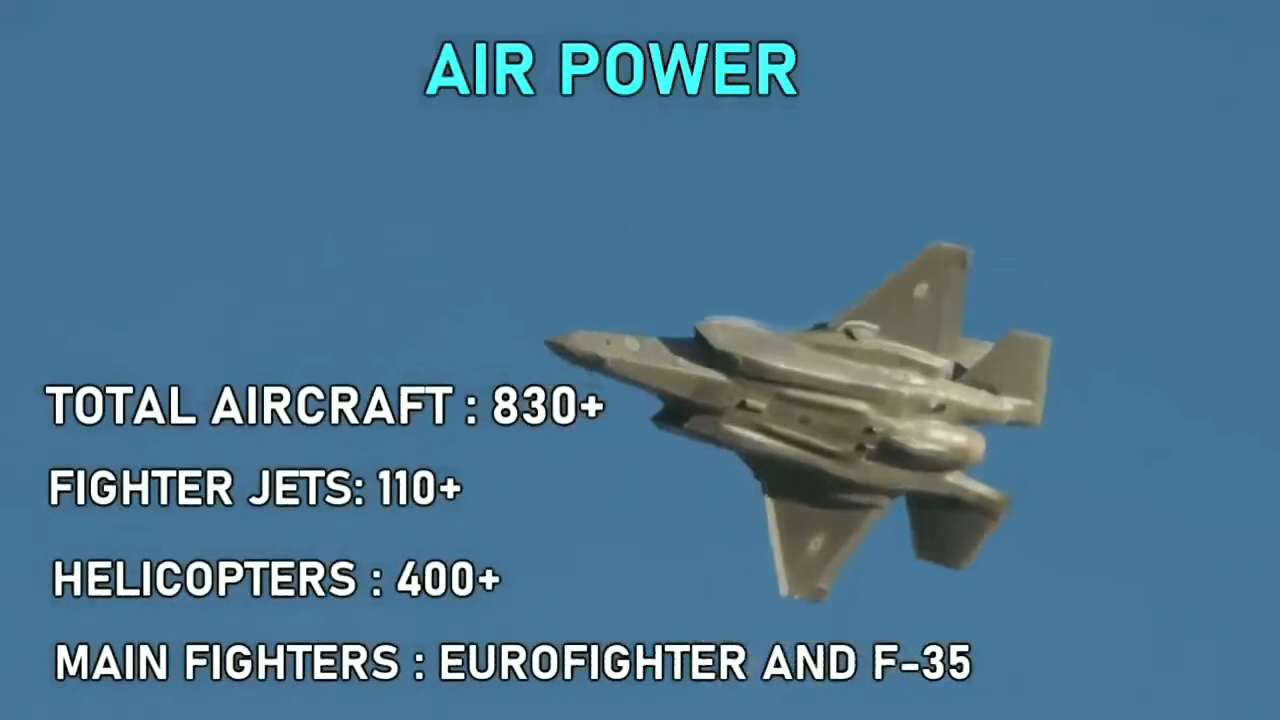 AIR POWER
TOTAL AIRCRAFT : 830+
FIGHTER JETS: 110+
HELICOPTERS : 400+
MAIN FIGHTERS : EUROFIGHTER AND F-35